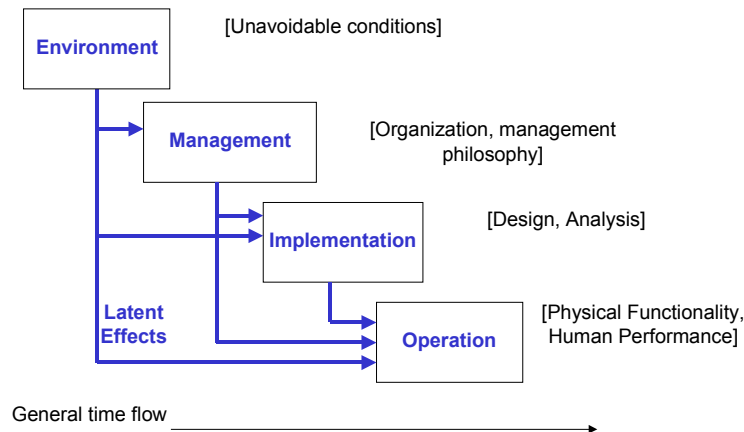 Environment
[Unavoidable conditions]
Management
[Organization, management
philosophy]
Implementation
[Design, Analysis]
Latent
Effects
Operation
[Physical Functionality,
Human Performance]
General time flow